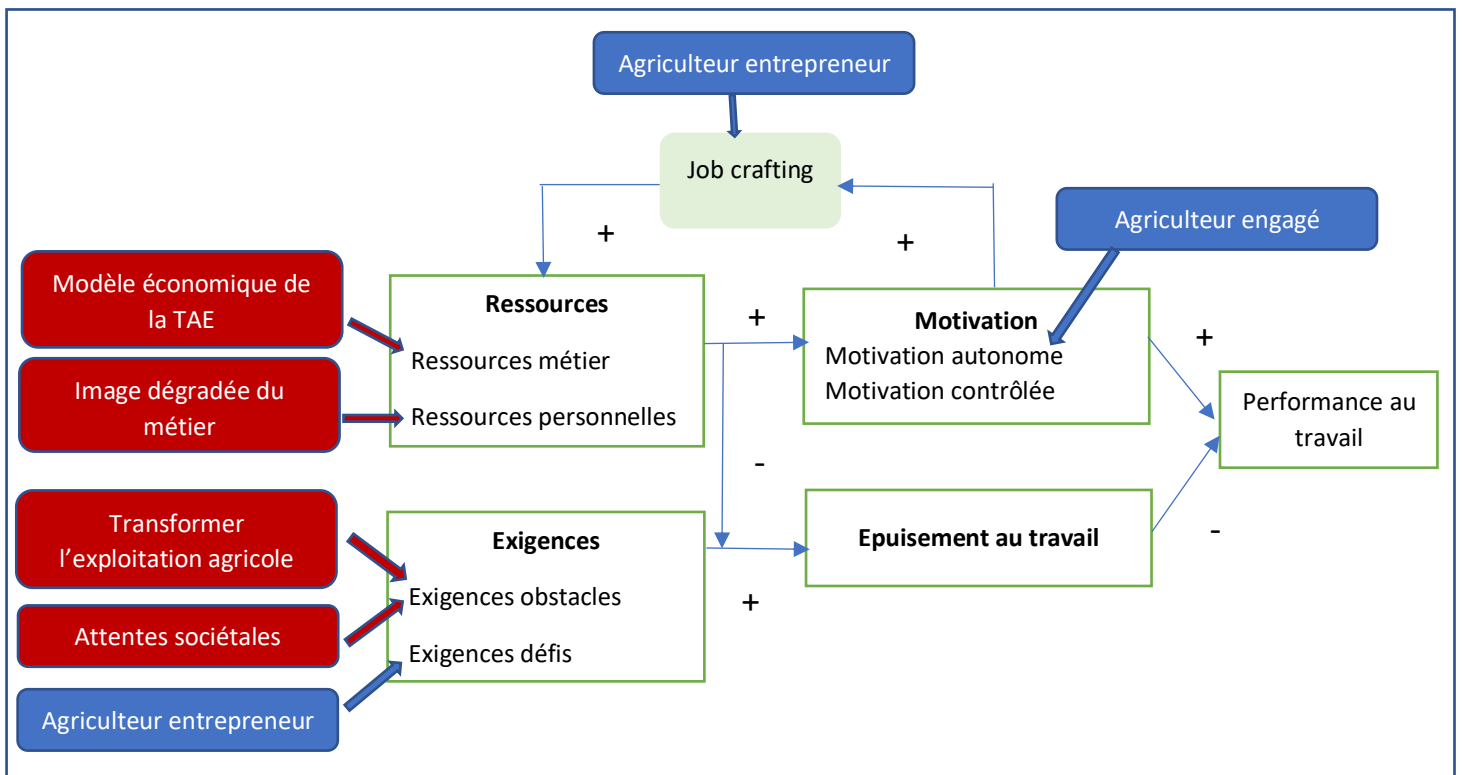 Agriculteur entrepreneur
Job crafting
Agriculteur engagé
+
+
Modèle économique de
la TAE
Image dégradée du
métier
Ressources
Ressources métier
Ressources personnelles
+
Motivation
Motivation autonome
Motivation contrôlée
+
Performance au
travail
-
Transformer
l’exploitation agricole
Attentes sociétales
Agriculteur entrepreneur
Exigences
Exigences obstacles
Exigences défis
+
Epuisement au travail
-